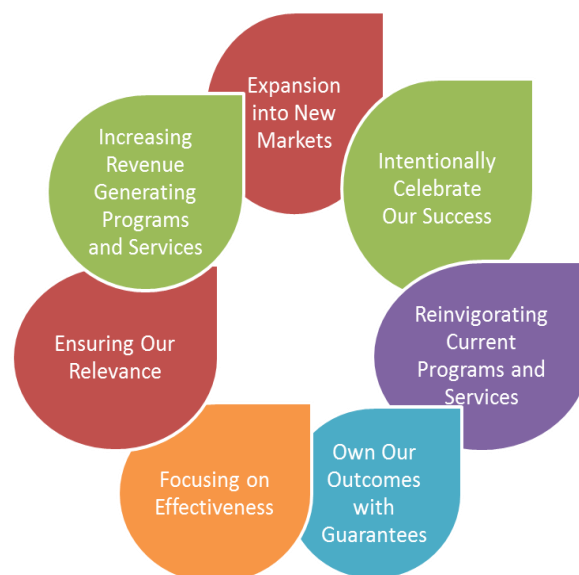 Expansion
into New
Markets
Intentionally
Celebrate
Our Success
Reinvigorating
Current
Programs and
Services
Own Our
Outcomes
with
Guarantees
Focusing on
Effectiveness
Ensuring Our
Relevance
Increasing
Revenue
Generating
Programs
and Services